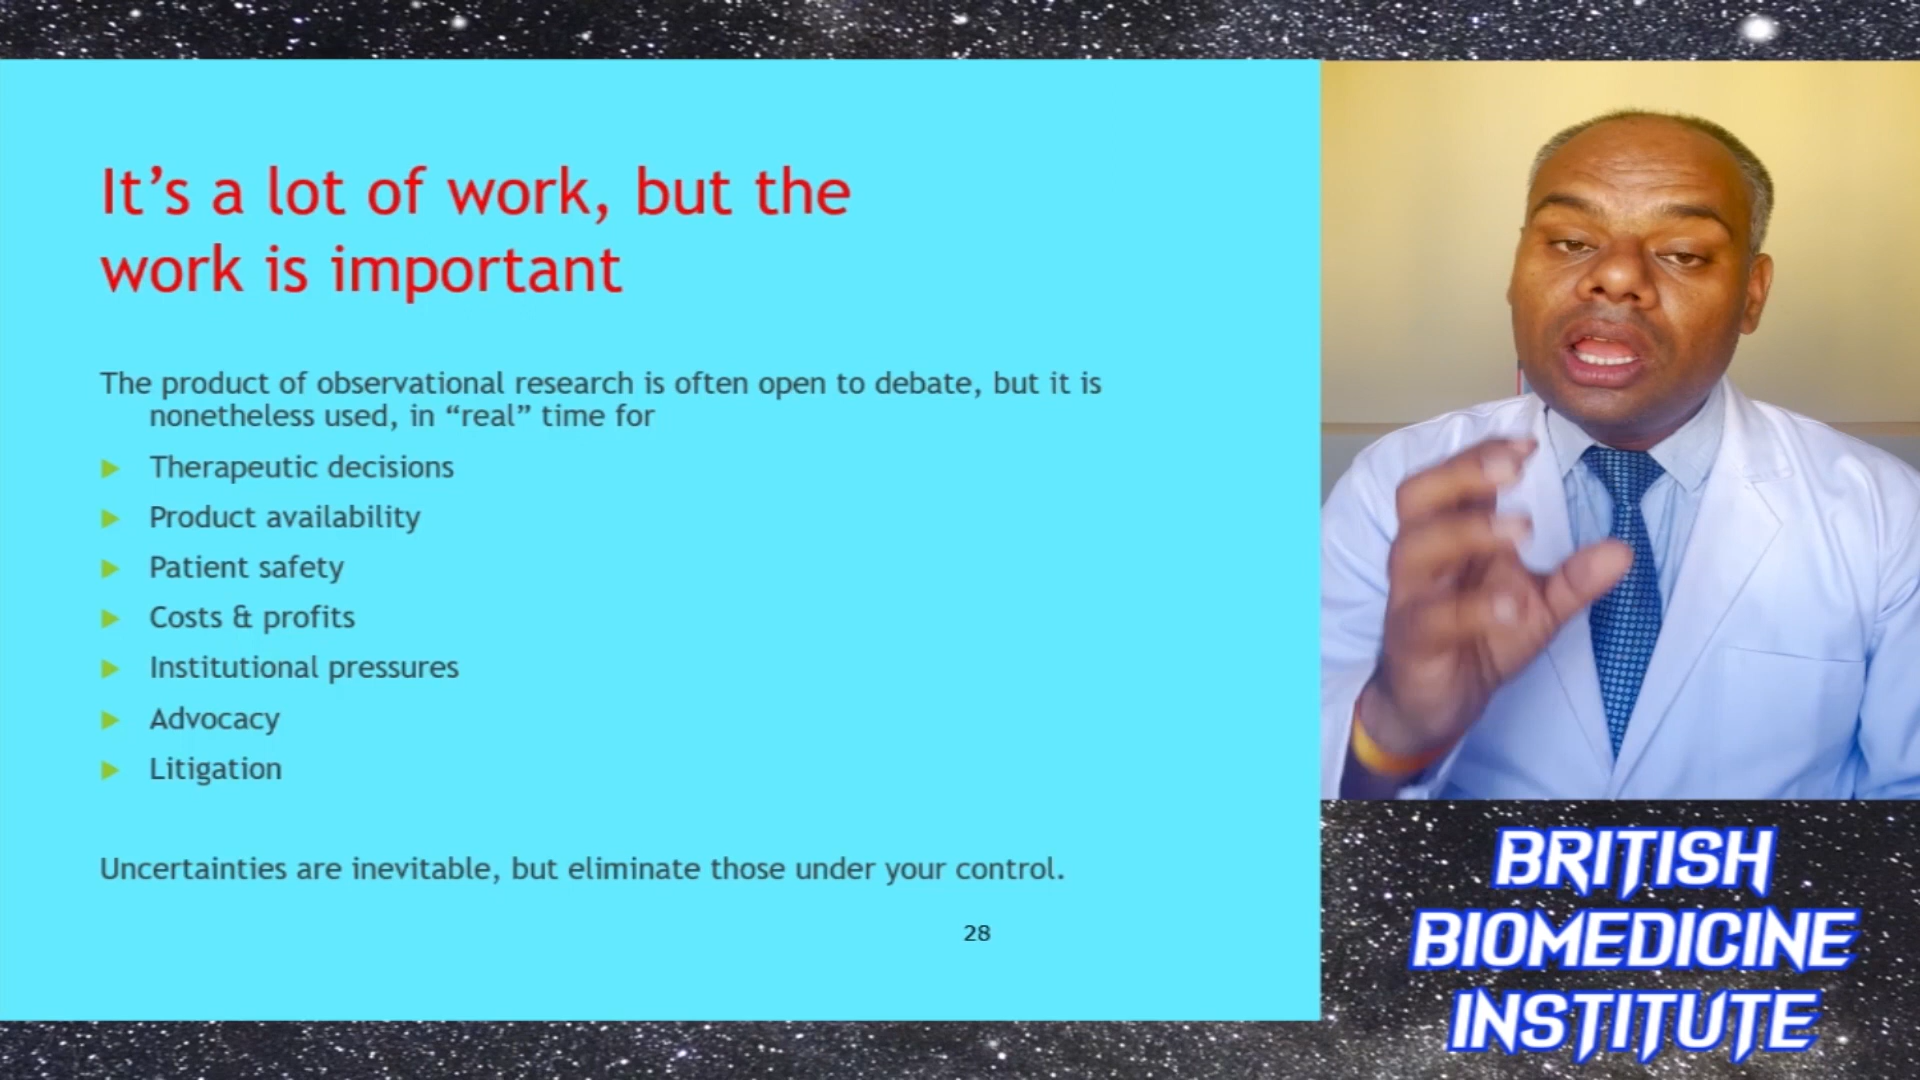 It’s a lot of work, but the
work is important
The product of observational research is often open to debate, but it is
nonetheless used, in “real” time for
Therapeutic decisions
Product availability
Patient safety
Costs & profits
Institutional pressures
Advocacy
Litigation
Uncertainties are inevitable, but eliminate those under your control.
28
BRITISH
BIOMEDICINE
INSTITUTE